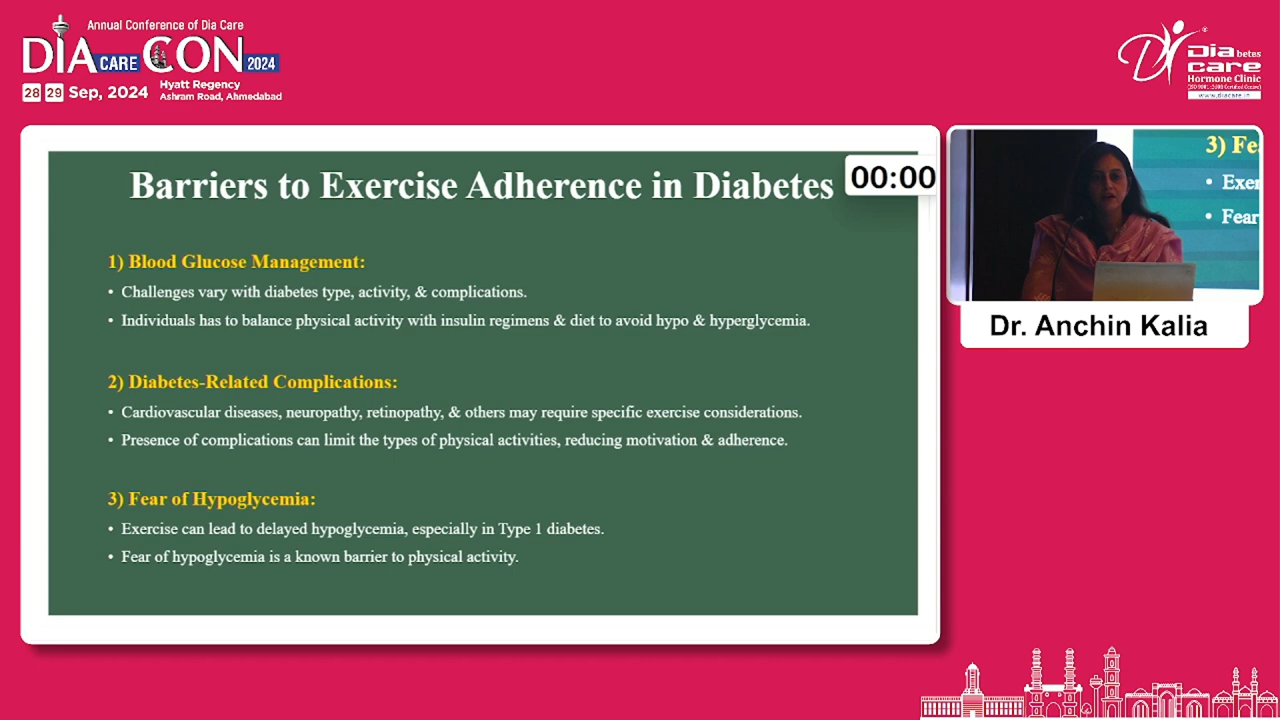 Annual Conference of Dia Care
DIA CARE CON 2024
28 29 Sep, 2024
Hyatt Regency
Ashram Road, Ahmedabad
Dia betes
care
Hormone Clinic
www.diacare.in
Barriers to Exercise Adherence in Diabetes
00:00
1) Blood Glucose Management:
• Challenges vary with diabetes type, activity, & complications.
• Individuals has to balance physical activity with insulin regimens & diet to avoid hypo & hyperglycemia.
2) Diabetes-Related Complications:
• Cardiovascular diseases, neuropathy, retinopathy, & others may require specific exercise considerations.
• Presence of complications can limit the types of physical activities, reducing motivation & adherence.
3) Fear of Hypoglycemia:
• Exercise can lead to delayed hypoglycemia, especially in Type 1 diabetes.
• Fear of hypoglycemia is a known barrier to physical activity.
3) Fe
• Exer
• Fear
Dr. Anchin Kalia